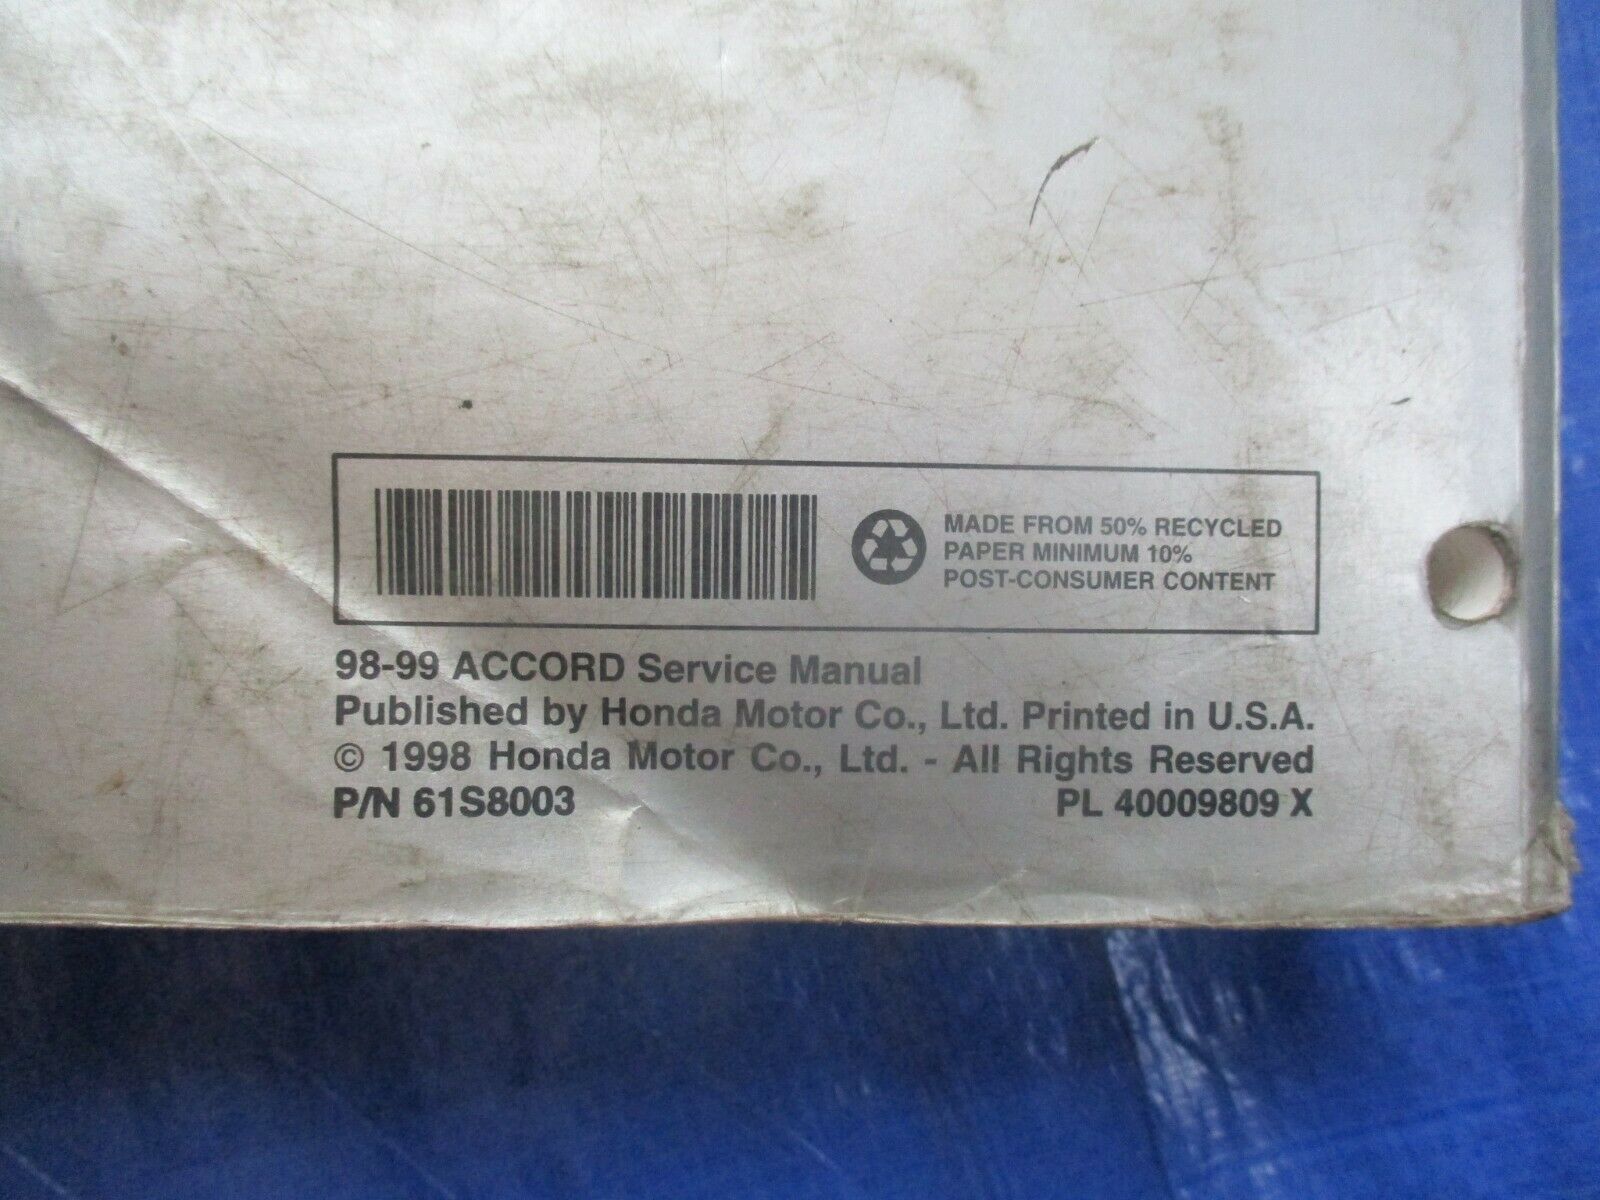 MADE FROM 50% RECYCLED
PAPER MINIMUM 10%
POST-CONSUMER CONTENT
98-99 ACCORD Service Manual
Published by Honda Motor Co., Ltd. Printed in U.S.A.
© 1998 Honda Motor Co., Ltd. - All Rights Reserved
P/N 61S8003 PL 40009809 X